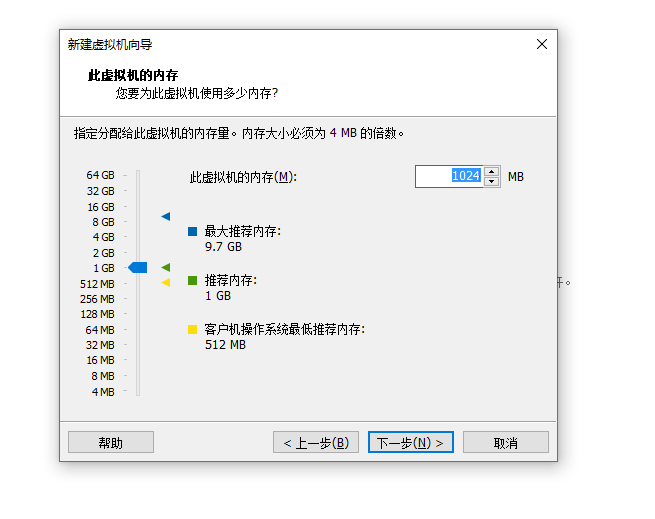 新建虚拟机向导
此虚拟机的内存
您要为此虚拟机使用多少内存?
指定分配给此虚拟机的内存量。内存大小必须为 4 MB 的倍数。
64 GB
32 GB
16 GB
8 GB
4 GB
2 GB
1 GB
512 MB
256 MB
128 MB
64 MB
32 MB
16 MB
8 MB
4 MB
此虚拟机的内存(M):
1024 MB
最大推荐内存:
9.7 GB
推荐内存:
1 GB
客户机操作系统最低推荐内存:
512 MB
帮助
< 上一步(B)
下一步(N) >
取消